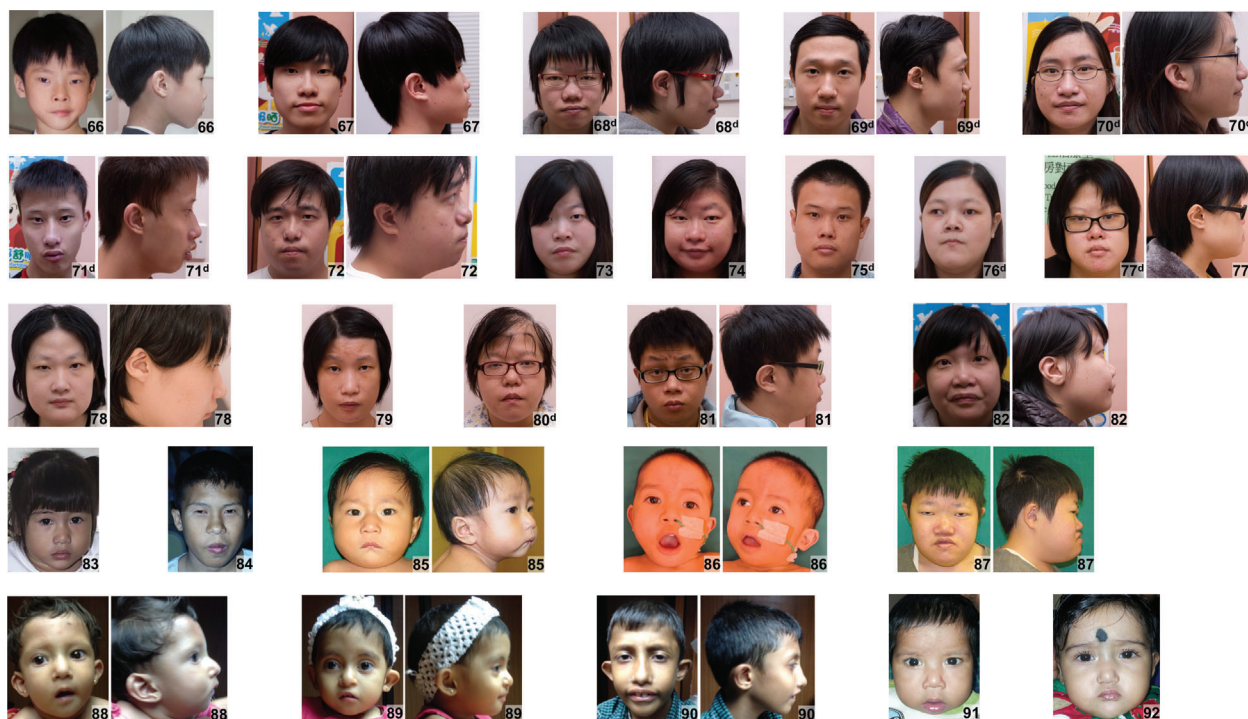 66 66 67 67 68ᵈ 68ᵈ 69ᵈ 69ᵈ 70ᵈ 70ᵈ
71ᵈ 71ᵈ 72 72 73 74 75ᵈ 76ᵈ 77ᵈ 77
78 78 79 80ᵈ 81 81 82 82
83 84 85 85 86 86 87 87
88 88 89 89 90 90 91 92